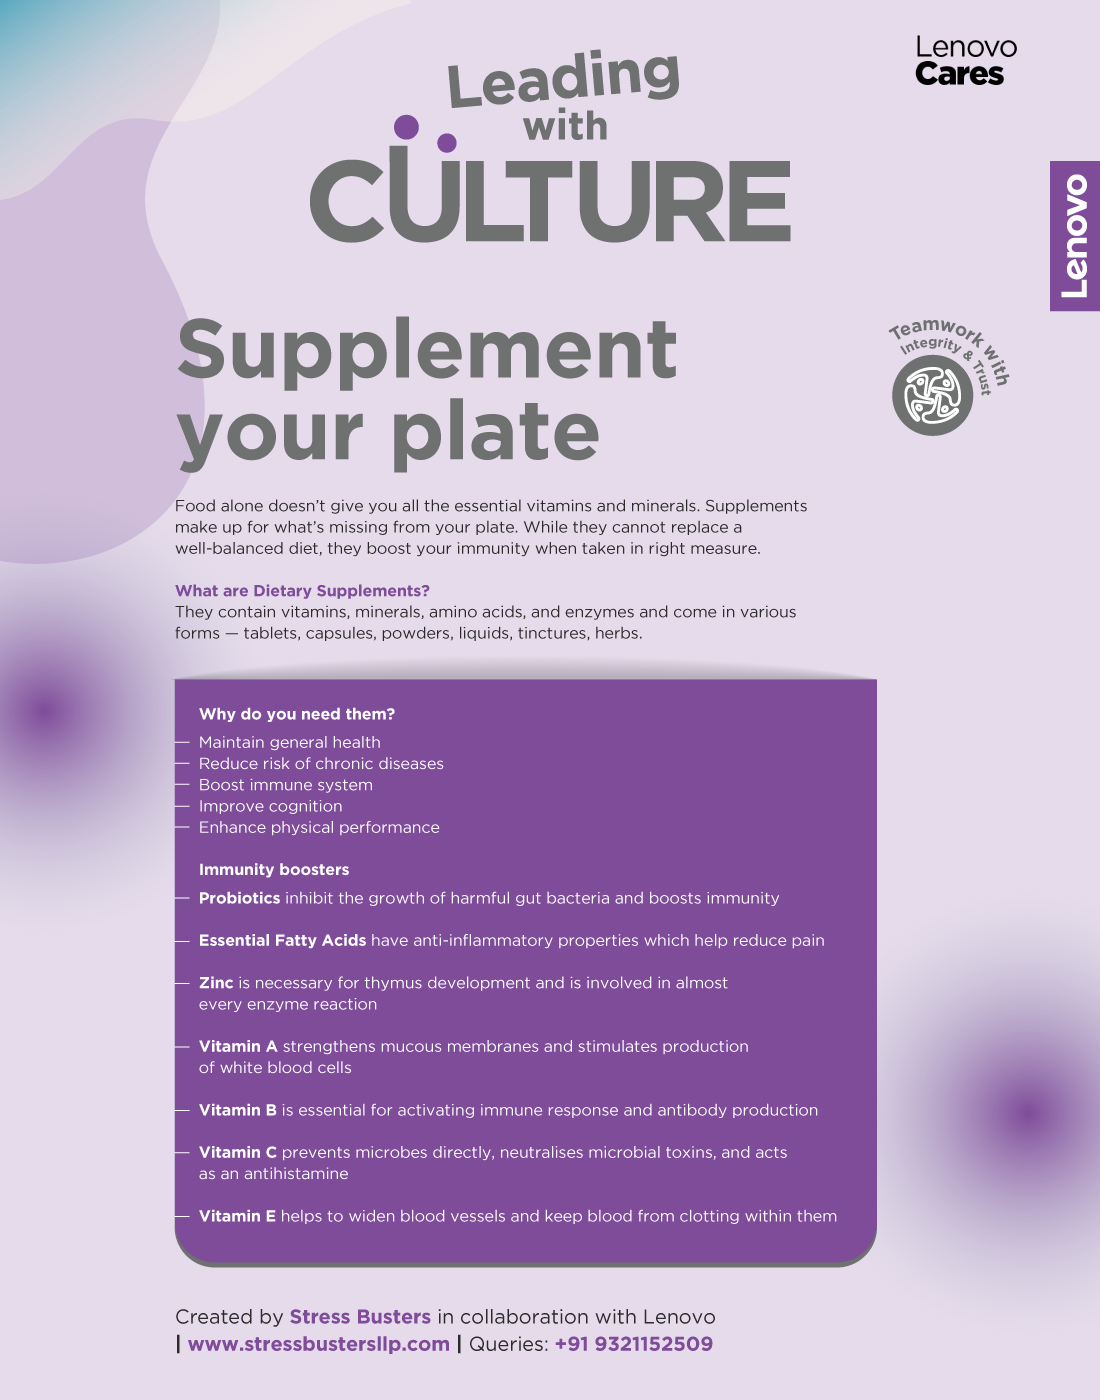 Lenovo
Cares
Leading
with
CÜLTURE
Lenovo
Supplement
your plate
Teamwork with
Integrity & Trust
Food alone doesn’t give you all the essential vitamins and minerals. Supplements
make up for what’s missing from your plate. While they cannot replace a
well-balanced diet, they boost your immunity when taken in right measure.
What are Dietary Supplements?
They contain vitamins, minerals, amino acids, and enzymes and come in various
forms — tablets, capsules, powders, liquids, tinctures, herbs.
Why do you need them?
— Maintain general health
— Reduce risk of chronic diseases
— Boost immune system
— Improve cognition
— Enhance physical performance
Immunity boosters
— Probiotics inhibit the growth of harmful gut bacteria and boosts immunity
— Essential Fatty Acids have anti-inflammatory properties which help reduce pain
— Zinc is necessary for thymus development and is involved in almost
every enzyme reaction
— Vitamin A strengthens mucous membranes and stimulates production
of white blood cells
— Vitamin B is essential for activating immune response and antibody production
— Vitamin C prevents microbes directly, neutralises microbial toxins, and acts
as an antihistamine
— Vitamin E helps to widen blood vessels and keep blood from clotting within them
Created by Stress Busters in collaboration with Lenovo
| www.stressbustersllp.com | Queries: +91 9321152509